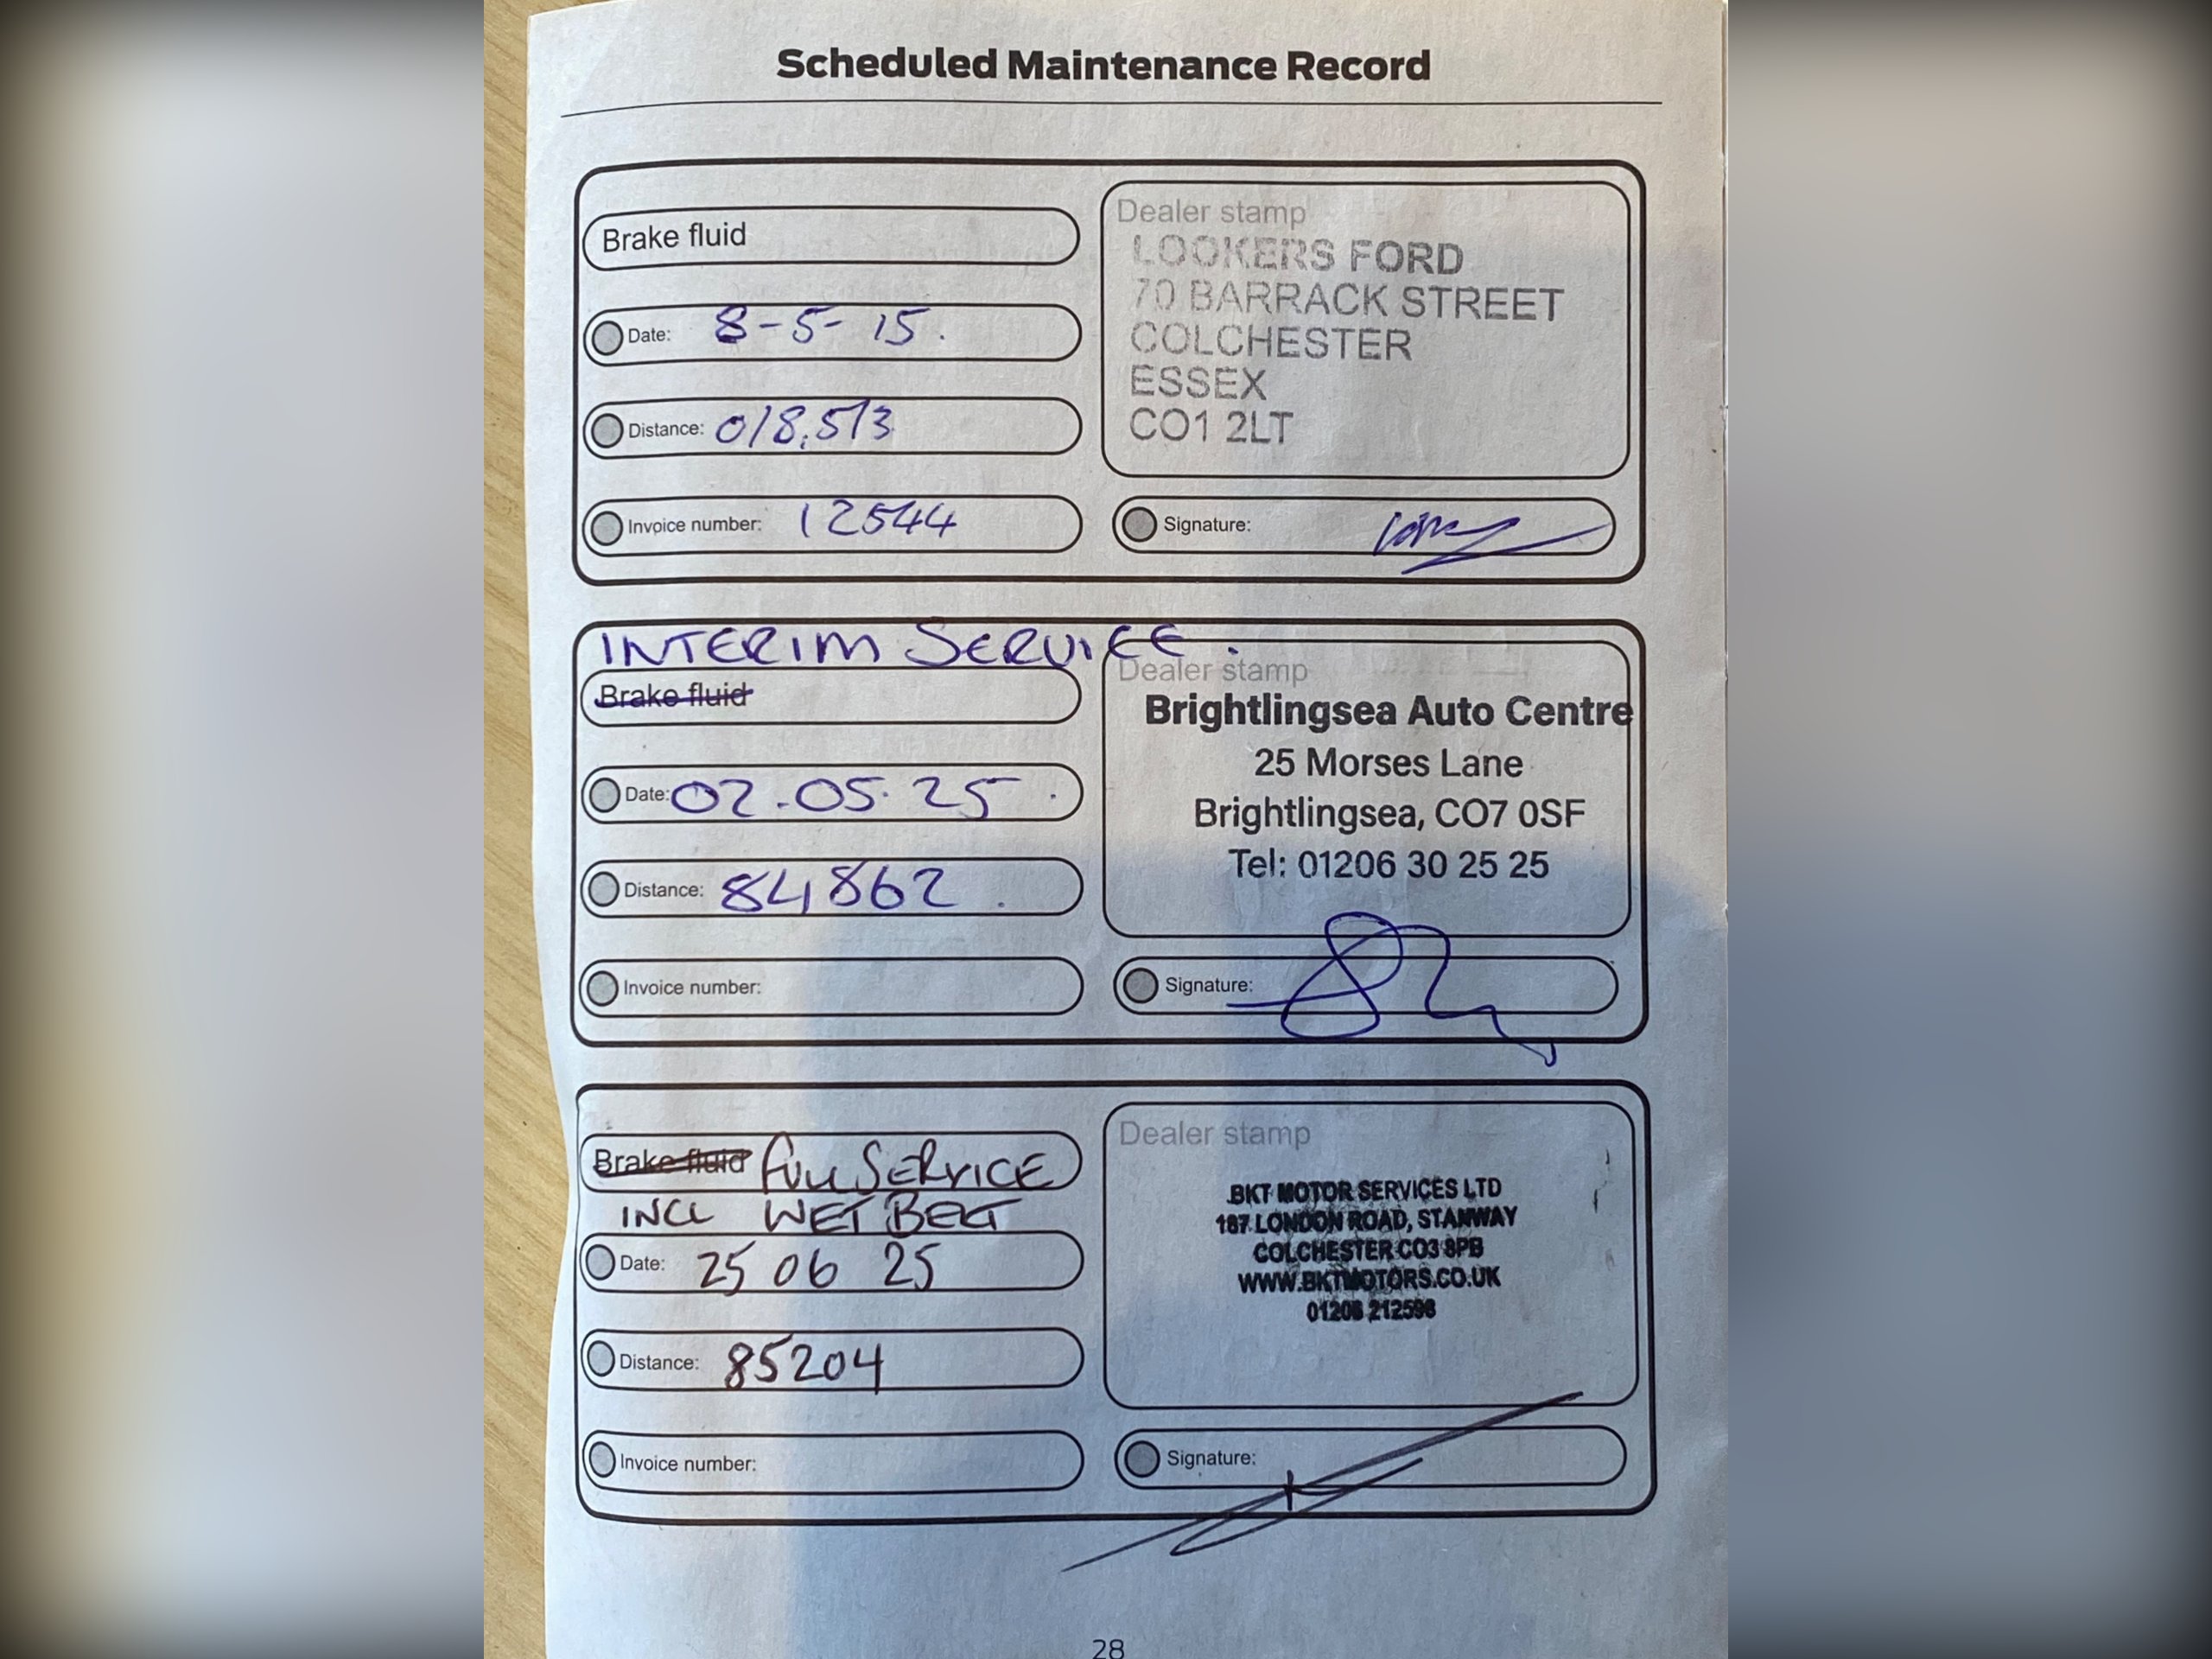 Scheduled Maintenance Record
Brake fluid
Date: 8-5-15.
Distance: 018,513
Invoice number: 12544
Dealer stamp
LOOKERS FORD
70 BARRACK STREET
COLCHESTER
ESSEX
CO1 2LT
Signature:
INTERIM SERVICE.
Brake fluid
Date: 02.05.25.
Distance: 84862.
Invoice number:
Dealer stamp
Brightlingsea Auto Centre
25 Morses Lane
Brightlingsea, CO7 0SF
Tel: 01206 30 25 25
Signature:
Brake fluid FULL SERVICE
INCL WET BELT
Date: 25 06 25
Distance: 85204
Invoice number:
Dealer stamp
BKT MOTOR SERVICES LTD
187 LONDON ROAD, STANWAY
COLCHESTER CO3 8PB
WWW.BKTMOTORS.CO.UK
01206 212596
Signature:
28